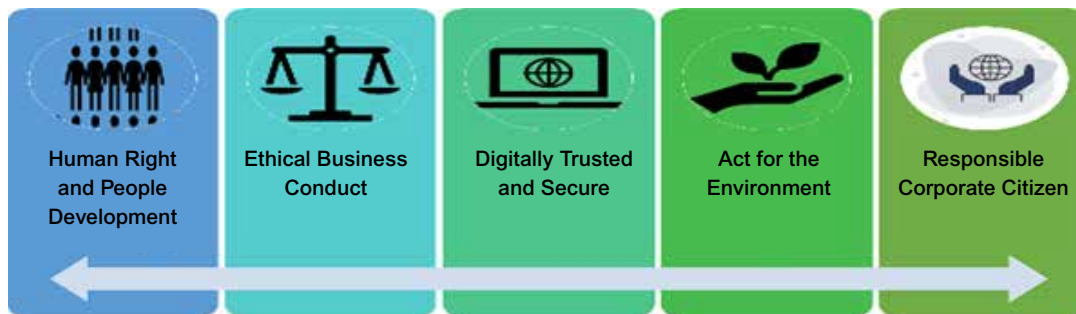 Human Right
and People
Development
Ethical Business
Conduct
Digitally Trusted
and Secure
Act for the
Environment
Responsible
Corporate Citizen